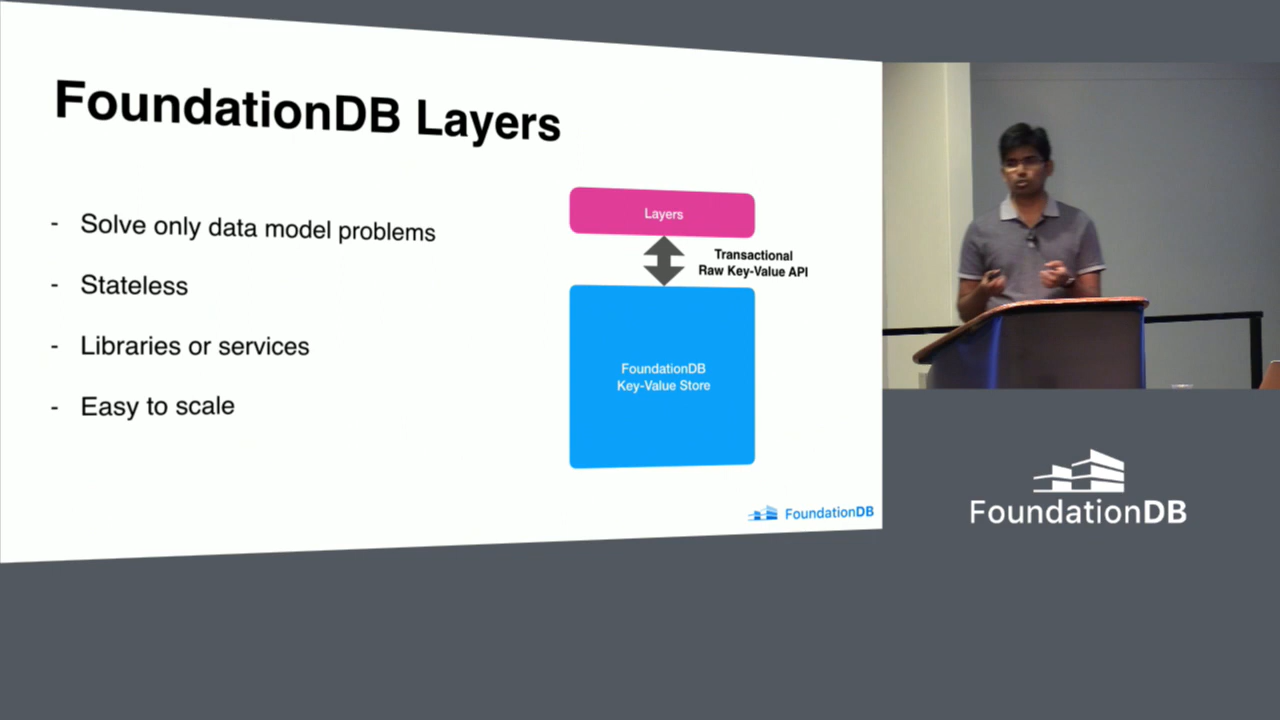 FoundationDB Layers
- Solve only data model problems
- Stateless
- Libraries or services
- Easy to scale
Layers
Transactional
Raw Key-Value API
FoundationDB
Key-Value Store
FoundationDB
FoundationDB